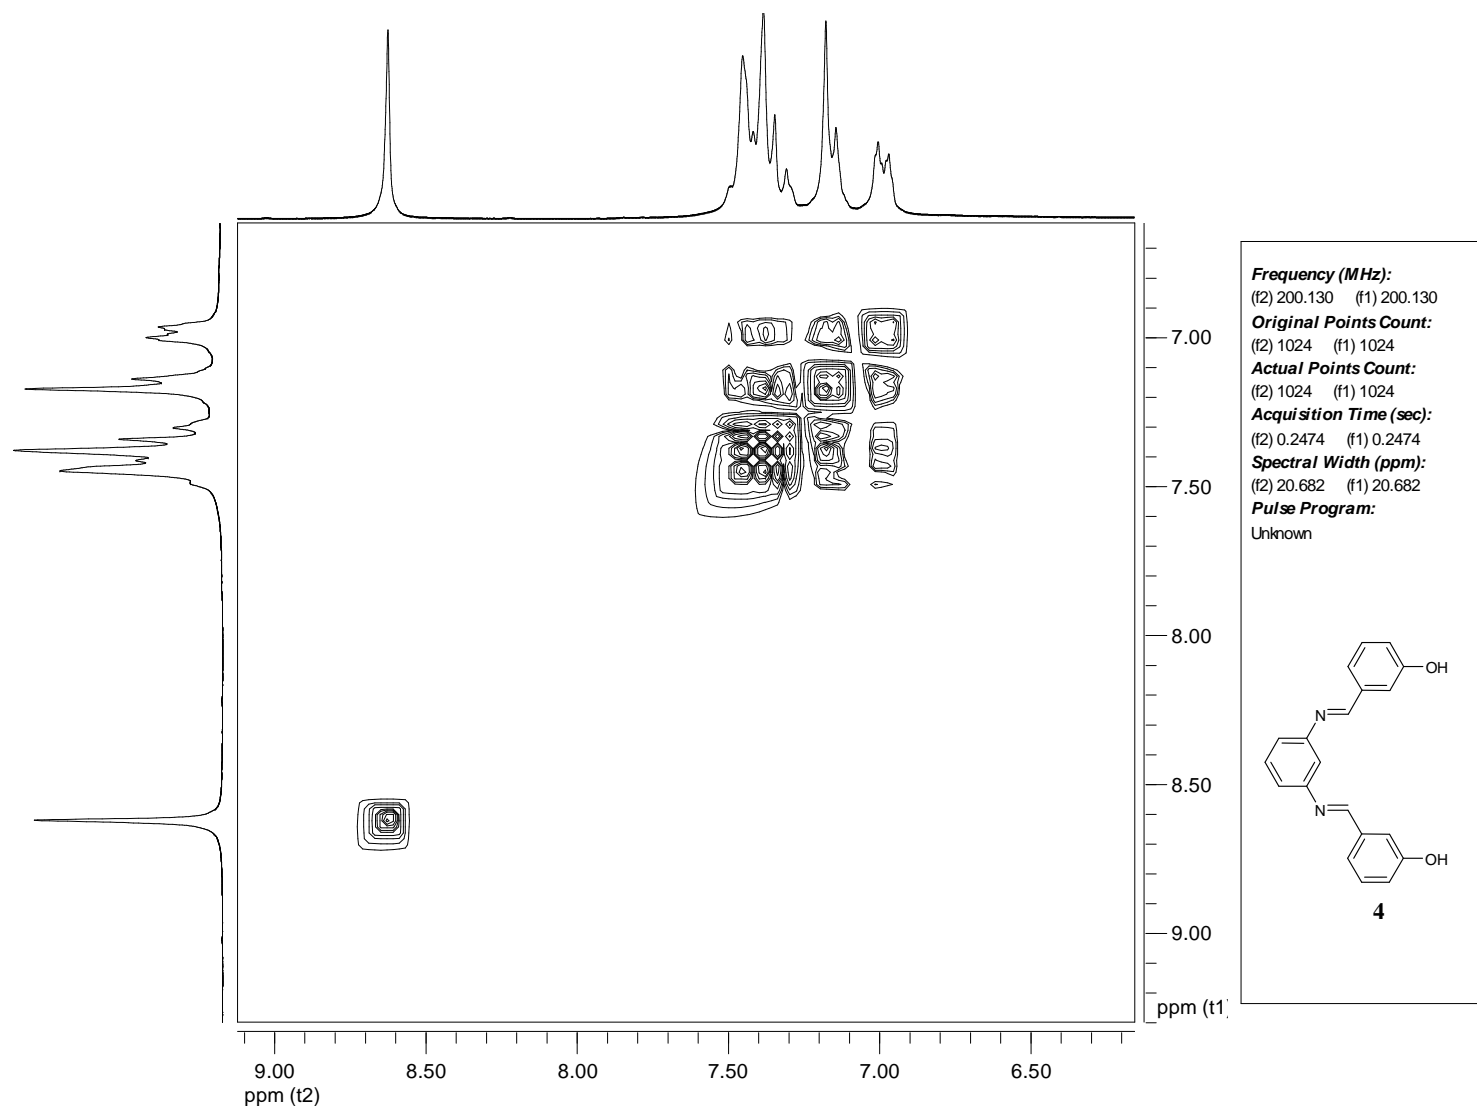 7.00
7.50
8.00
8.50
9.00
ppm (t1
9.00 8.50 8.00 7.50 7.00 6.50
ppm (t2)
Frequency (MHz):
(f2) 200.130 (f1) 200.130
Original Points Count:
(f2) 1024 (f1) 1024
Actual Points Count:
(f2) 1024 (f1) 1024
Acquisition Time (sec):
(f2) 0.2474 (f1) 0.2474
Spectral Width (ppm):
(f2) 20.682 (f1) 20.682
Pulse Program:
Unknown
OH
N
N
OH
4